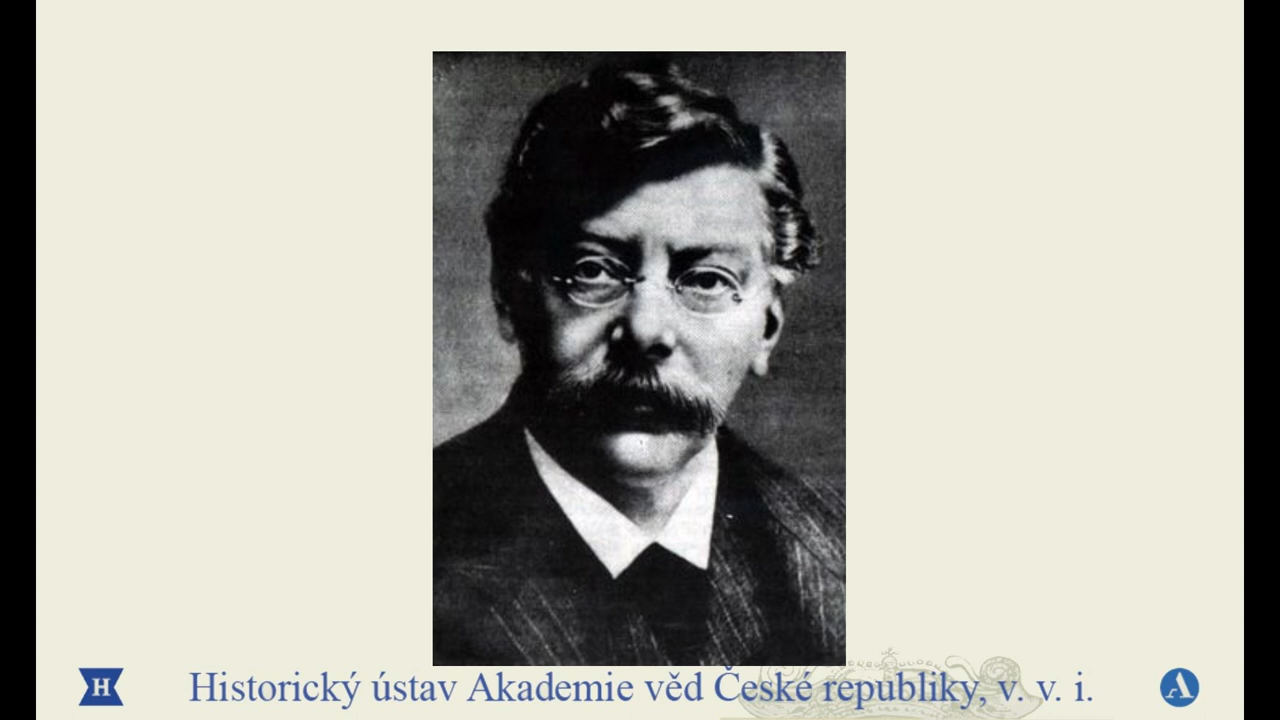 H
Historický ústav Akademie věd České republiky, v. v. i.
A